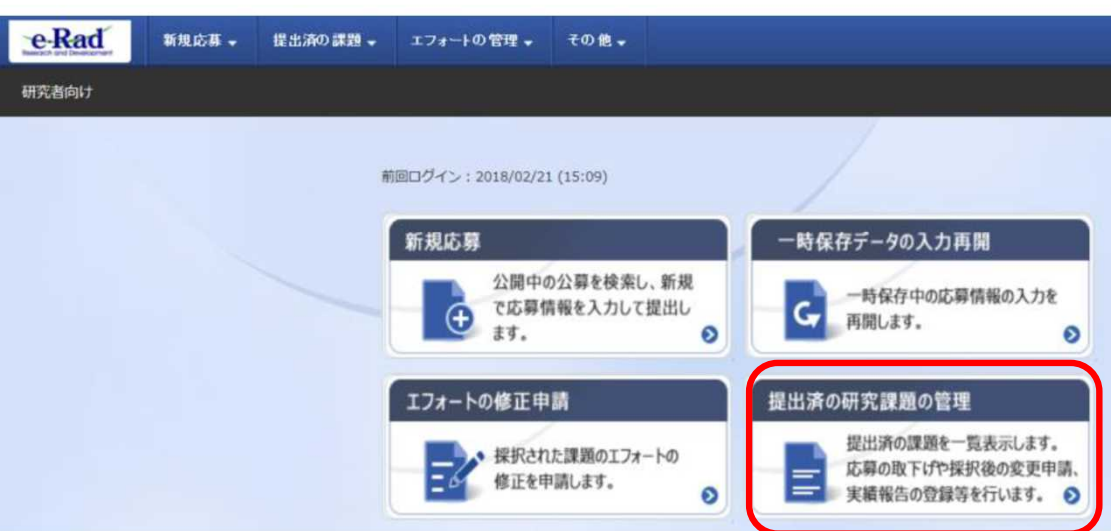 e-Rad
Research and Development
新規応募
提出済の課題
エフォートの管理
その他
研究者向け
前回ログイン：2018/02/21 (15:09)
新規応募
公開中の公募を検索し、新規
で応募情報を入力して提出し
ます。
一時保存データの入力再開
一時保存中の応募情報の入力を
再開します。
エフォートの修正申請
採択された課題のエフォートの
修正を申請します。
提出済の研究課題の管理
提出済の課題を一覧表示します。
応募の取下げや採択後の変更申請、
実績報告の登録等を行います。